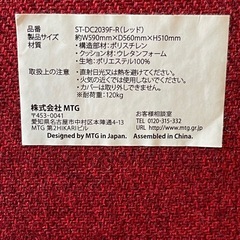 品番 ST-DC2039F-R(レッド)
製品サイズ 約W590mm×D560mm×H510mm
材質 ・構造部材：ポリスチレン
・クッション材：ウレタンフォーム
・生地：ポリエステル100%
取扱上の注意 ・直射日光又は熱を避けてください。
・火気の近くでは使用しないでください。
・カバーは取り外しできません。
※耐荷重：120kg
株式会社 MTG
〒453-0041
愛知県名古屋市中村区本陣通4-13
MTG 第2HIKARIビル
お客様相談室
TEL 0120-315-332
www.mtg.gr.jp
Designed by MTG in Japan. Assembled in China.